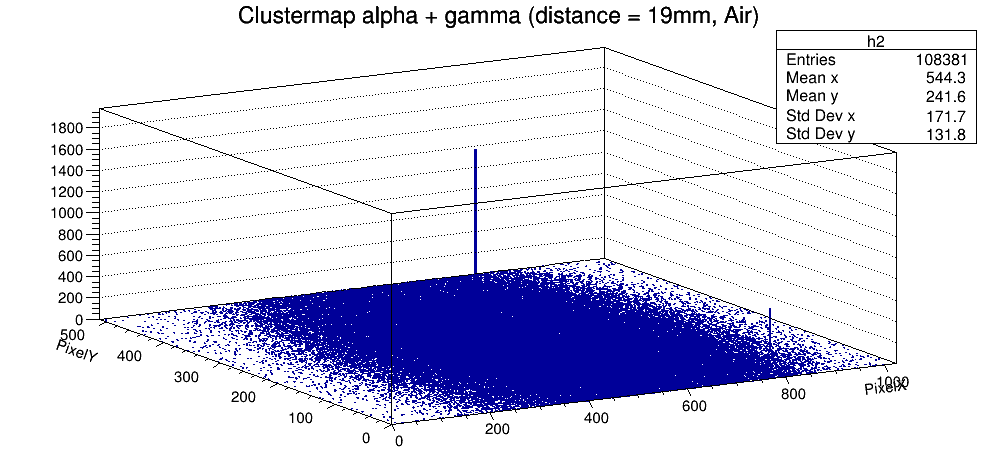 Clustermap alpha + gamma (distance = 19mm, Air)
h2
Entries 108381
Mean x 544.3
Mean y 241.6
Std Dev x 171.7
Std Dev y 131.8
1800
1600
1400
1200
1000
800
600
400
200
0
500
400
300
200
100
0
PixelY
0
200
400
600
800
1000
PixelX